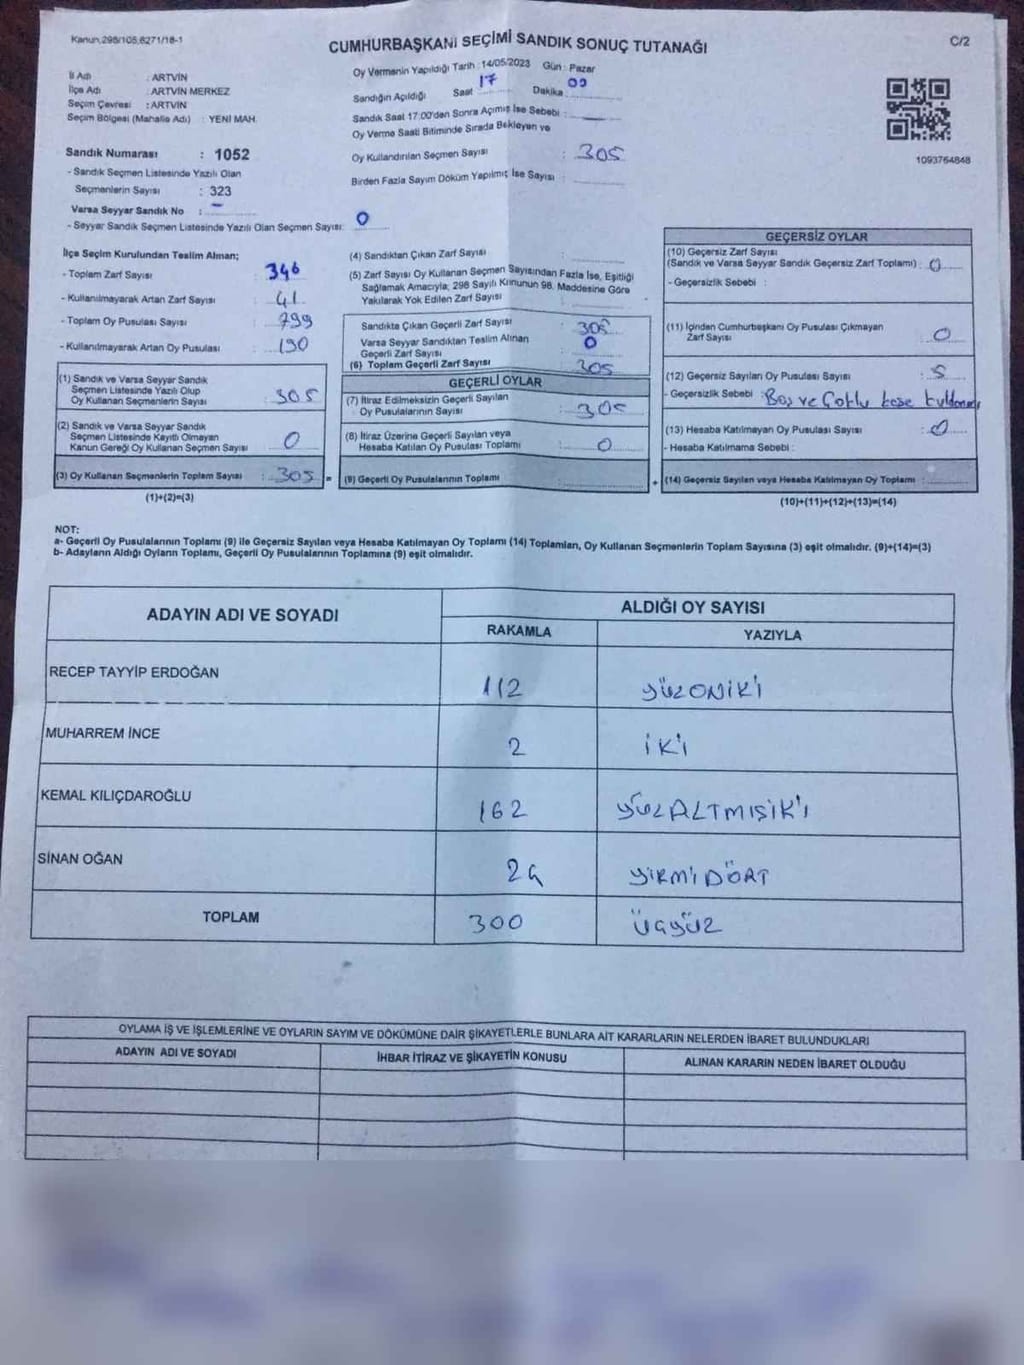 Kanun,298/105,6271/18-1
CUMHURBAŞKANI SEÇİMİ SANDIK SONUÇ TUTANAĞI
C/2
İl Adı : ARTVİN
İlçe Adı : ARTVİN MERKEZ
Seçim Çevresi : ARTVİN
Seçim Bölgesi (Mahalle Adı) : YENİ MAH.
Sandık Numarası : 1052
- Sandık Seçmen Listesinde Yazılı Olan
Seçmenlerin Sayısı : 323
Varsa Seyyar Sandık No : -
- Seyyar Sandık Seçmen Listesinde Yazılı Olan Seçmen Sayısı: 0
Oy Vermenin Yapıldığı Tarih : 14/05/2023 Gün : Pazar
Sandığın Açıldığı Saat 17 Dakika 00
Sandık Saat 17:00'den Sonra Açımış İse Sebebi :
Oy Verme Saati Bitiminde Sırada Bekleyen ve
Oy Kullandırılan Seçmen Sayısı : 305
Birden Fazla Sayım Döküm Yapılmış İse Sayısı :
1093764848
İlçe Seçim Kurulundan Teslim Alınan;
- Toplam Zarf Sayısı : 346
- Kullanılmayarak Artan Zarf Sayısı : 41
- Toplam Oy Pusulası Sayısı : 799
- Kullanılmayarak Artan Oy Pusulası : 190
(1) Sandık ve Varsa Seyyar Sandık
Seçmen Listesinde Yazılı Olup
Oy Kullanan Seçmenlerin Sayısı : 305
(2) Sandık ve Varsa Seyyar Sandık
Seçmen Listesinde Kayıtlı Olmayan
Kanun Gereği Oy Kullanan Seçmen Sayısı : 0
(3) Oy Kullanan Seçmenlerin Toplam Sayısı : 305 =
(1)+(2)=(3)
(4) Sandıktan Çıkan Zarf Sayısı :
(5) Zarf Sayısı Oy Kullanan Seçmen Sayısından Fazla İse, Eşitliği
Sağlamak Amacıyla; 298 Sayılı Kanunun 98. Maddesine Göre
Yakılarak Yok Edilen Zarf Sayısı :
Sandıkta Çıkan Geçerli Zarf Sayısı : 305
Varsa Seyyar Sandıktan Teslim Alınan
Geçerli Zarf Sayısı : 0
(6) Toplam Geçerli Zarf Sayısı : 305
GEÇERLİ OYLAR
(7) İtiraz Edilmeksizin Geçerli Sayılan
Oy Pusulalarının Sayısı : 305
(8) İtiraz Üzerine Geçerli Sayılan veya
Hesaba Katılan Oy Pusulası Toplamı : 0
(9) Geçerli Oy Pusulalarının Toplamı : +
GEÇERSİZ OYLAR
(10) Geçersiz Zarf Sayısı
(Sandık ve Varsa Seyyar Sandık Geçersiz Zarf Toplamı) : 0
- Geçersizlik Sebebi :
(11) İçinden Cumhurbaşkanı Oy Pusulası Çıkmayan
Zarf Sayısı : 0
(12) Geçersiz Sayılan Oy Pusulası Sayısı : 5
- Geçersizlik Sebebi : Boş ve Çoklu
(13) Hesaba Katılmayan Oy Pusulası Sayısı : 0
- Hesaba Katılmama Sebebi :
(14) Geçersiz Sayılan veya Hesaba Katılmayan Oy Toplamı :
(10)+(11)+(12)+(13)=(14)
NOT:
a- Geçerli Oy Pusulalarının Toplamı (9) ile Geçersiz Sayılan veya Hesaba Katılmayan Oy Toplamı (14) Toplamları, Oy Kullanan Seçmenlerin Toplam Sayısına (3) eşit olmalıdır. (9)+(14)=(3)
b- Adayların Aldığı Oyların Toplamı, Geçerli Oy Pusulalarının Toplamına (9) eşit olmalıdır.
ADAYIN ADI VE SOYADI
ALDIĞI OY SAYISI
RAKAMLA YAZIYLA
RECEP TAYYİP ERDOĞAN 112 YÜZONİKİ
MUHARREM İNCE 2 İKİ
KEMAL KILIÇDAROĞLU 162 YÜZALTMIŞİKİ
SİNAN OĞAN 24 YİRMİDÖRT
TOPLAM 300 ÜÇYÜZ
OYLAMA İŞ VE İŞLEMLERİNE VE OYLARIN SAYIM VE DÖKÜMÜNE DAİR ŞİKAYETLERLE BUNLARA AİT KARARLARIN NELERDEN İBARET BULUNDUKLARI
ADAYIN ADI VE SOYADI İHBAR İTİRAZ VE ŞİKAYETİN KONUSU ALINAN KARARIN NEDEN İBARET OLDUĞU